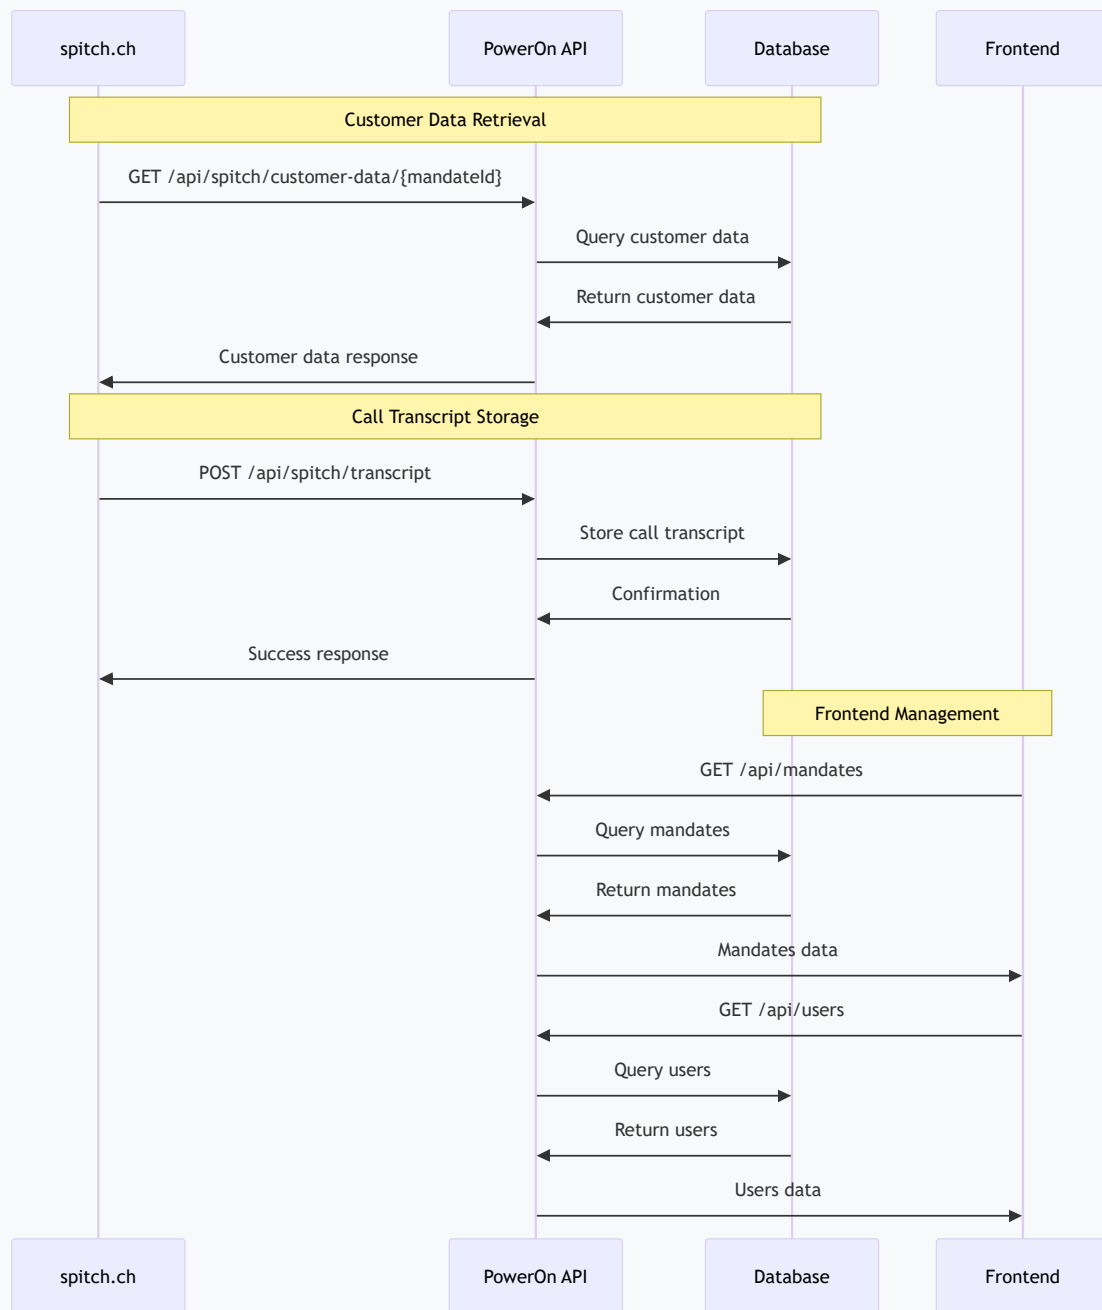 spitch.ch
PowerOn API
Database
Frontend
Customer Data Retrieval
GET /api/spitch/customer-data/{mandateId}
Query customer data
Return customer data
Customer data response
Call Transcript Storage
POST /api/spitch/transcript
Store call transcript
Confirmation
Success response
Frontend Management
GET /api/mandates
Query mandates
Return mandates
Mandates data
GET /api/users
Query users
Return users
Users data
spitch.ch
PowerOn API
Database
Frontend